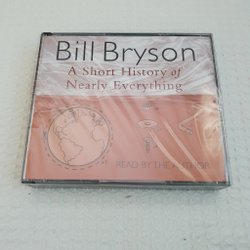 Bill Bryson
A Short History of
Nearly Everything
READ BY THE AUTHOR